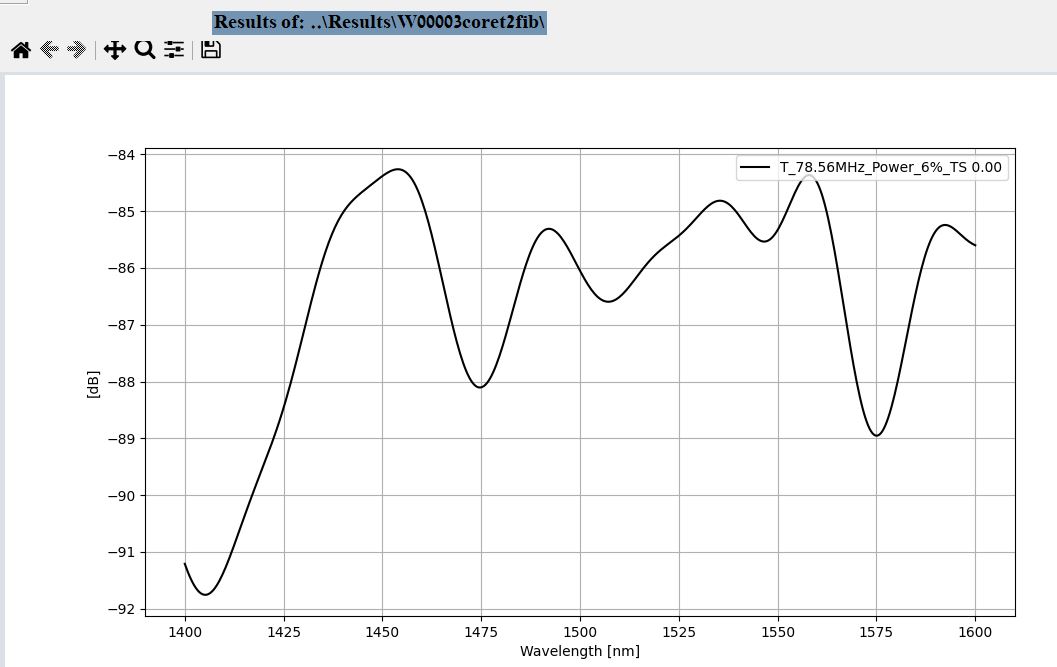 Results of: ..\Results\W00003coret2fib\
T_78.56MHz_Power_6%_TS 0.00
−84
−85
−86
−87
−88
−89
−90
−91
−92
[dB]
1400 1425 1450 1475 1500 1525 1550 1575 1600
Wavelength [nm]